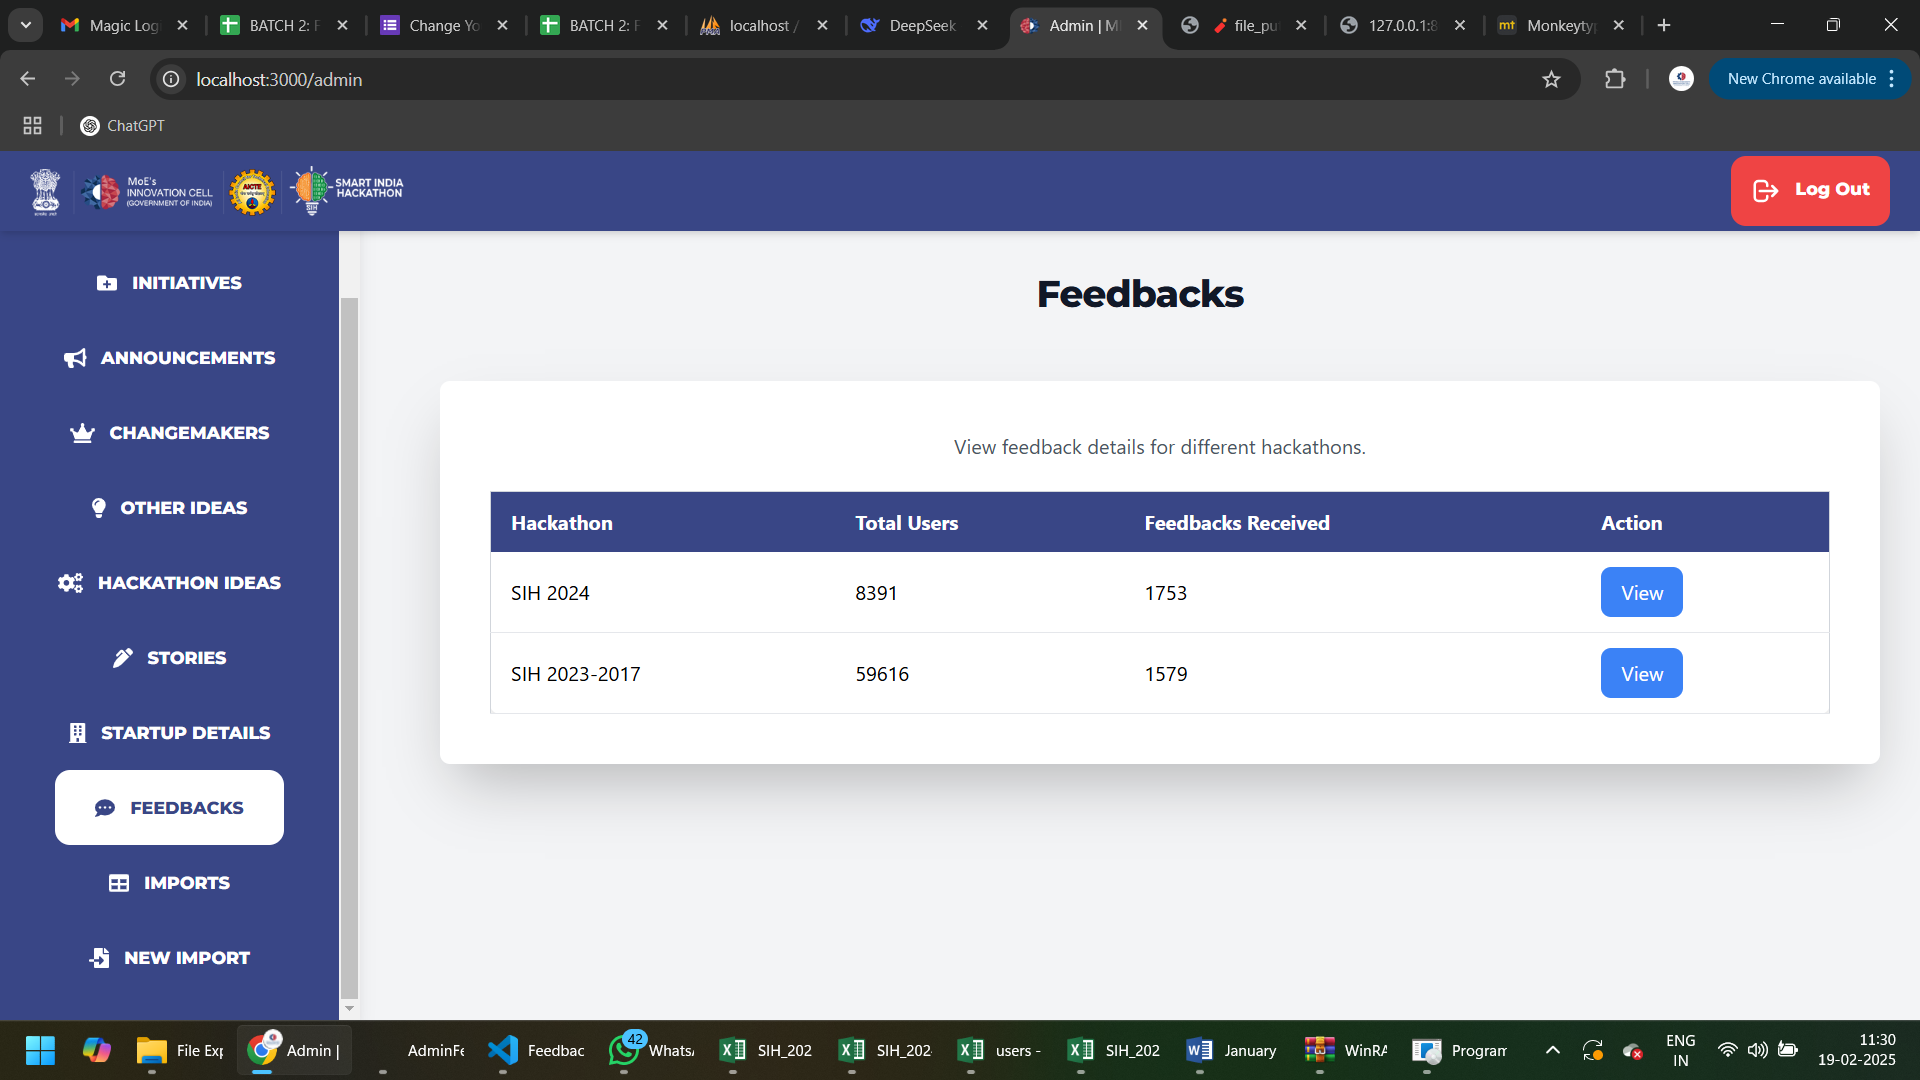 Magic Log
BATCH 2: F
Change Yo
BATCH 2: F
localhost /
DeepSeek
Admin | M
file_pu
127.0.0.1:8
mt
Monkeyty
localhost:3000/admin
New Chrome available
ChatGPT
MoE's
INNOVATION CELL
(GOVERNMENT OF INDIA)
AICTE
SIH
SMART INDIA
HACKATHON
Log Out
INITIATIVES
ANNOUNCEMENTS
CHANGEMAKERS
OTHER IDEAS
HACKATHON IDEAS
STORIES
STARTUP DETAILS
FEEDBACKS
IMPORTS
NEW IMPORT
Feedbacks
View feedback details for different hackathons.
Hackathon Total Users Feedbacks Received Action
SIH 2024 8391 1753 View
SIH 2023-2017 59616 1579 View
File Exp
Admin |
AdminFe
Feedbac
42
Whats
SIH_202
SIH_202
users -
SIH_202
January
WinRA
Program
ENG
IN
11:30
19-02-2025